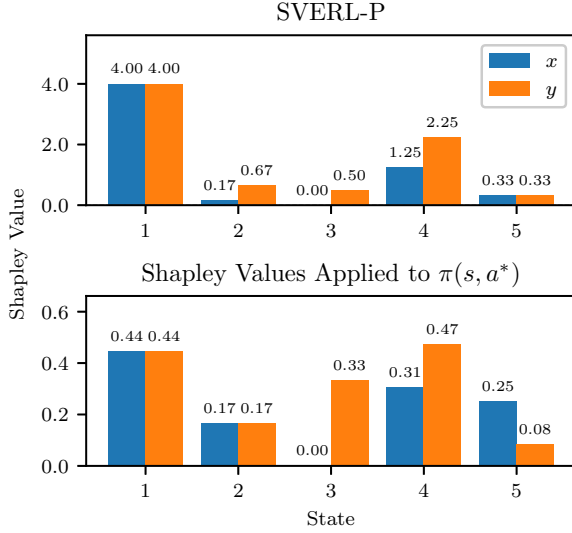 SVERL-P
Shapley Value
4.0
2.0
0.0
4.00 4.00
0.17 0.67
0.00 0.50
1.25 2.25
0.33 0.33
x
y
1 2 3 4 5
Shapley Values Applied to π(s, a*)
0.6
0.4
0.2
0.0
0.44 0.44
0.17 0.17
0.00 0.33
0.31 0.47
0.25 0.08
1 2 3 4 5
State